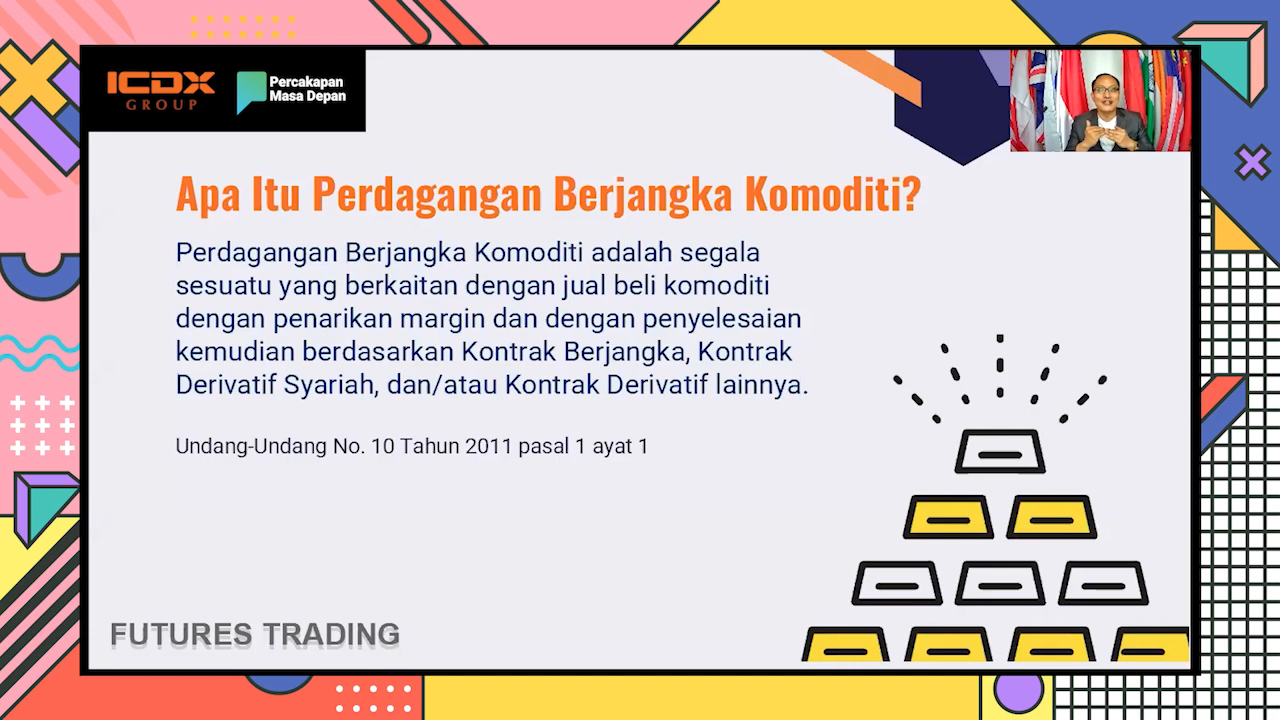 ICDX
GROUP
Percakapan
Masa Depan
Apa Itu Perdagangan Berjangka Komoditi?
Perdagangan Berjangka Komoditi adalah segala
sesuatu yang berkaitan dengan jual beli komoditi
dengan penarikan margin dan dengan penyelesaian
kemudian berdasarkan Kontrak Berjangka, Kontrak
Derivatif Syariah, dan/atau Kontrak Derivatif lainnya.
Undang-Undang No. 10 Tahun 2011 pasal 1 ayat 1
FUTURES TRADING